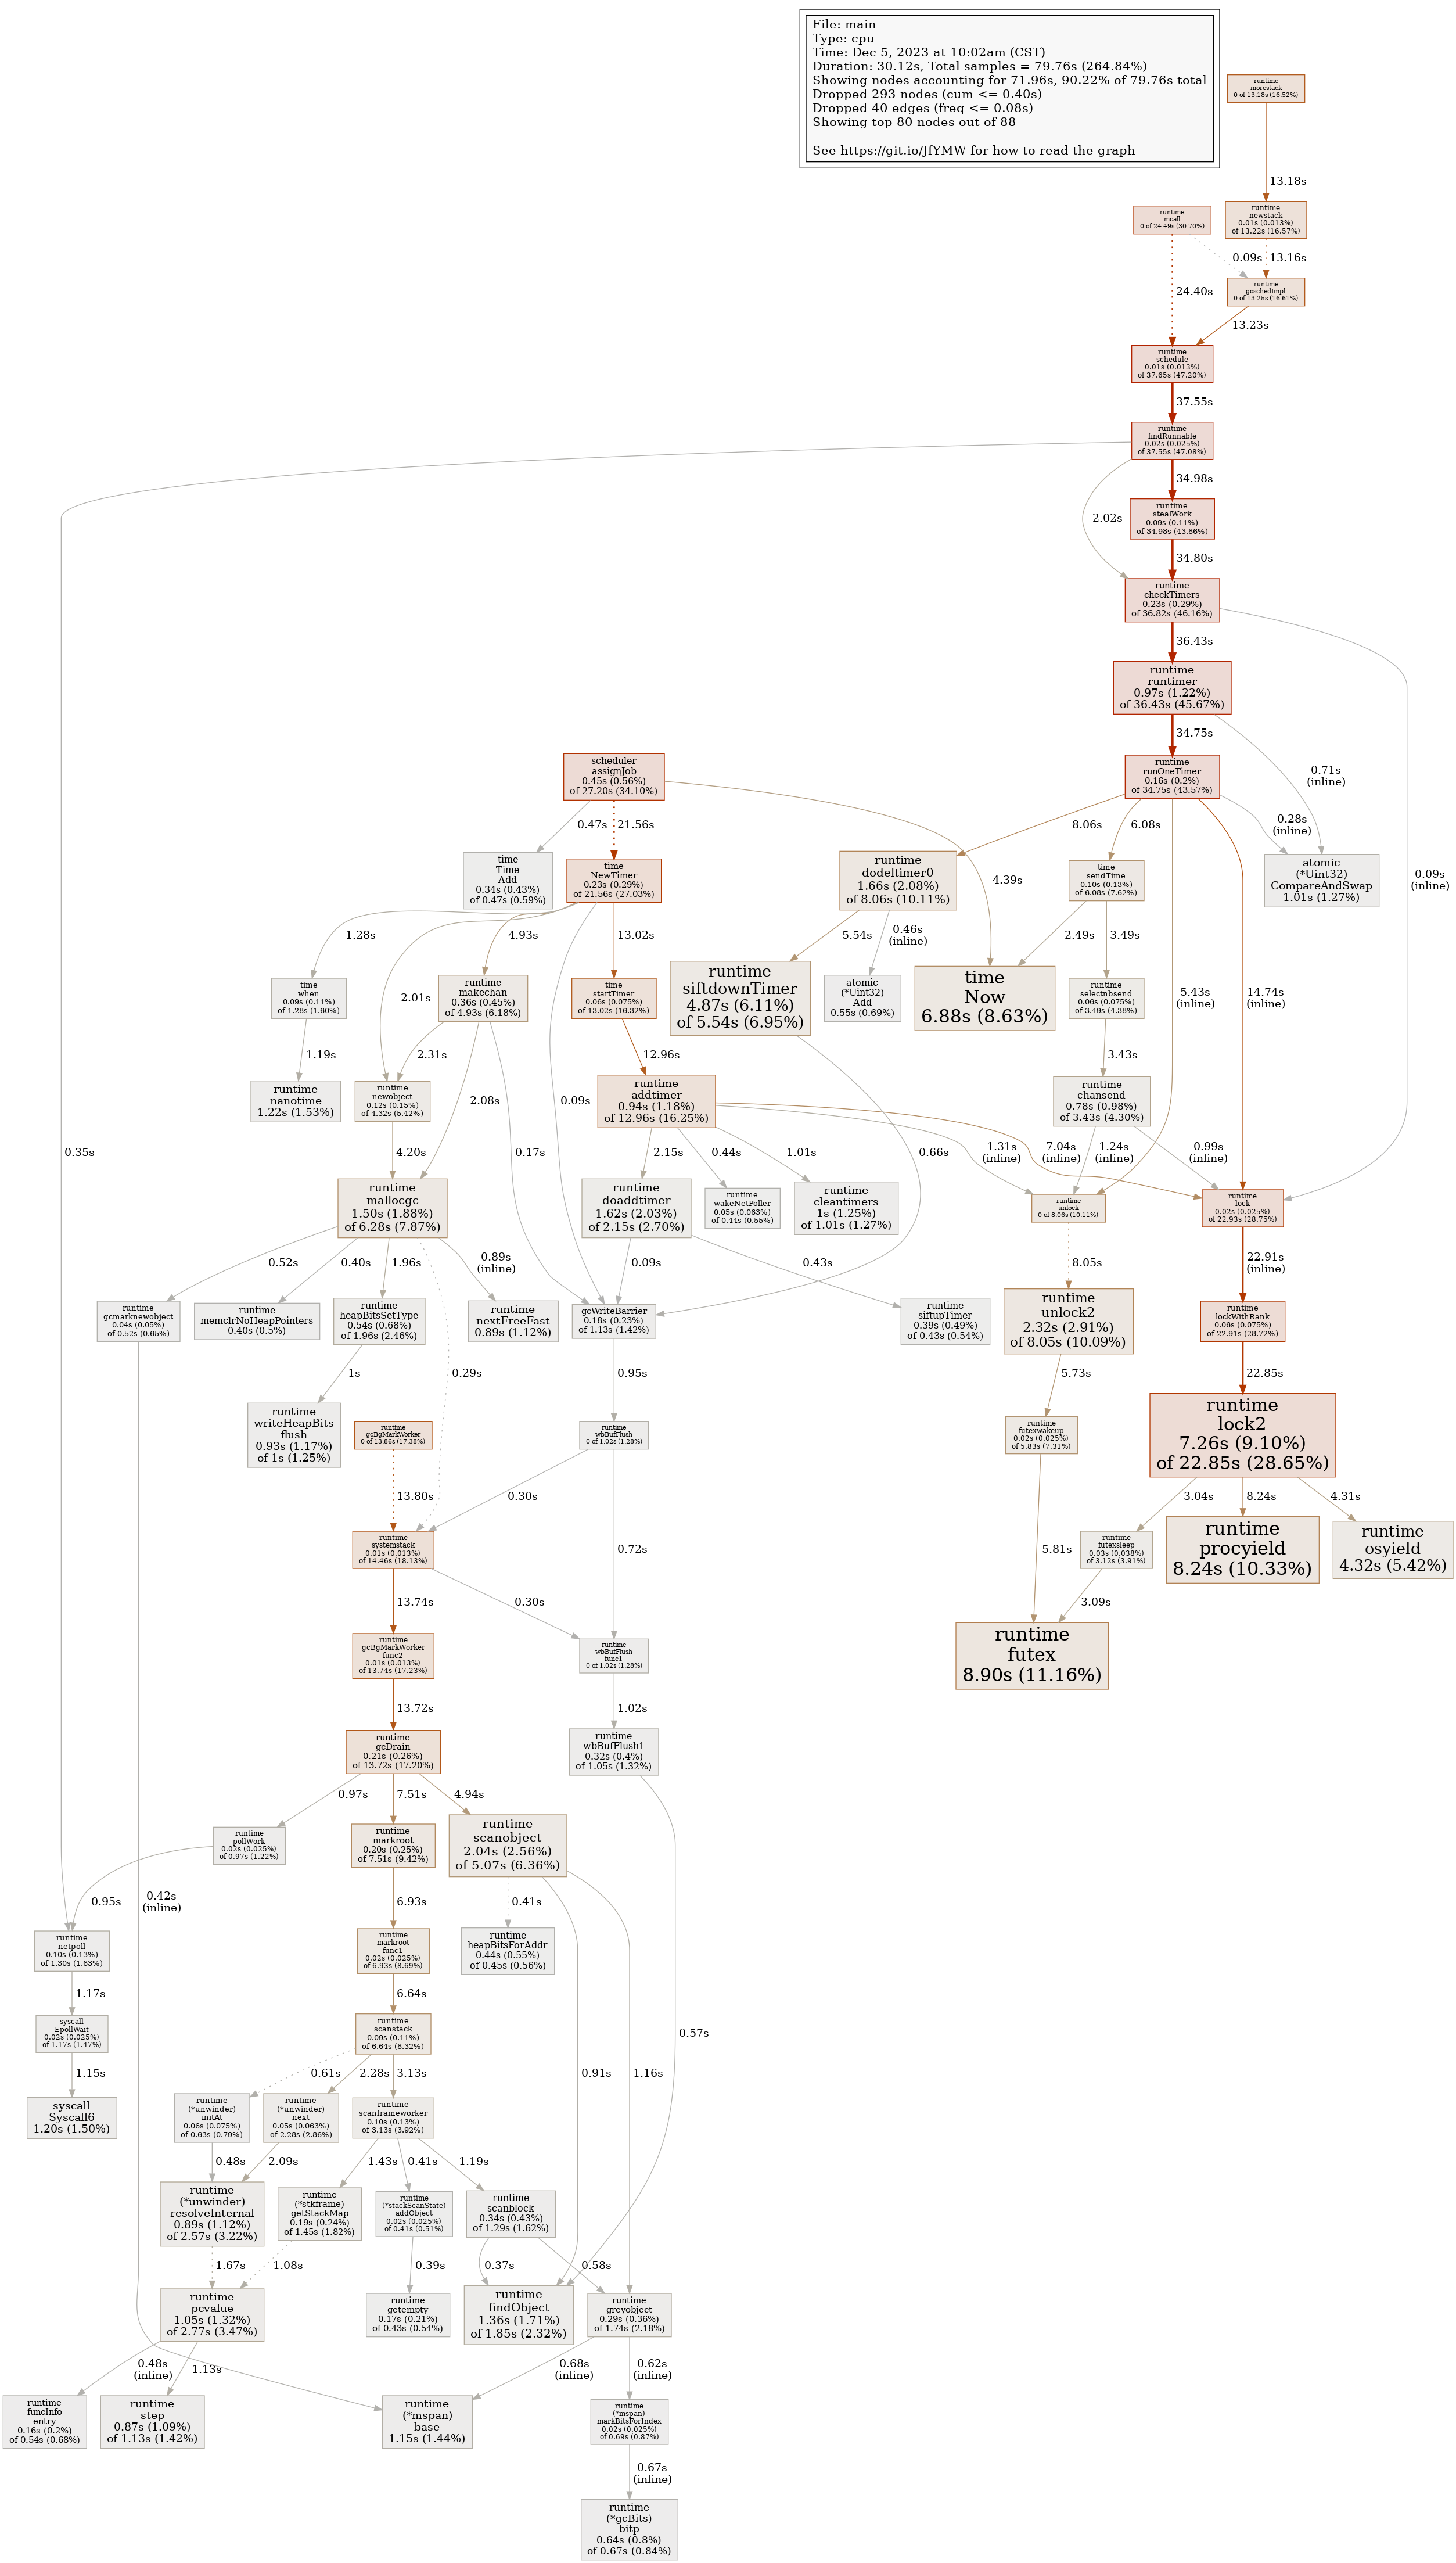 File: main
Type: cpu
Time: Dec 5, 2023 at 10:02am (CST)
Duration: 30.12s, Total samples = 79.76s (264.84%)
Showing nodes accounting for 71.96s, 90.22% of 79.76s total
Dropped 293 nodes (cum <= 0.40s)
Dropped 40 edges (freq <= 0.08s)
Showing top 80 nodes out of 88
See https://git.io/JfYMW for how to read the graph
runtime
morestack
0 of 13.18s (16.52%)
13.18s
runtime
mcall
0 of 24.49s (30.70%)
runtime
newstack
0.01s (0.013%)
of 13.22s (16.57%)
0.09s
13.16s
24.40s
runtime
goschedImpl
0 of 13.25s (16.61%)
13.23s
runtime
schedule
0.01s (0.013%)
of 37.65s (47.20%)
37.55s
runtime
findRunnable
0.02s (0.025%)
of 37.55s (47.08%)
34.98s
2.02s
runtime
stealWork
0.09s (0.11%)
of 34.98s (43.86%)
34.80s
runtime
checkTimers
0.23s (0.29%)
of 36.82s (46.16%)
36.43s
runtime
runtimer
0.97s (1.22%)
of 36.43s (45.67%)
34.75s
0.71s
(inline)
scheduler
assignJob
0.45s (0.56%)
of 27.20s (34.10%)
runtime
runOneTimer
0.16s (0.2%)
of 34.75s (43.57%)
0.47s
21.56s
8.06s
6.08s
0.28s
(inline)
time
Time
Add
0.34s (0.43%)
of 0.47s (0.59%)
time
NewTimer
0.23s (0.29%)
of 21.56s (27.03%)
runtime
dodeltimer0
1.66s (2.08%)
of 8.06s (10.11%)
4.39s
time
sendTime
0.10s (0.13%)
of 6.08s (7.62%)
atomic
(*Uint32)
CompareAndSwap
1.01s (1.27%)
0.09s
(inline)
1.28s
4.93s
13.02s
5.54s
0.46s
(inline)
2.49s
3.49s
time
when
0.09s (0.11%)
of 1.28s (1.60%)
2.01s
runtime
makechan
0.36s (0.45%)
of 4.93s (6.18%)
time
startTimer
0.06s (0.075%)
of 13.02s (16.32%)
runtime
siftdownTimer
4.87s (6.11%)
of 5.54s (6.95%)
atomic
(*Uint32)
Add
0.55s (0.69%)
time
Now
6.88s (8.63%)
runtime
selectnbsend
0.06s (0.075%)
of 3.49s (4.38%)
5.43s
(inline)
14.74s
(inline)
1.19s
2.31s
12.96s
3.43s
runtime
nanotime
1.22s (1.53%)
runtime
newobject
0.12s (0.15%)
of 4.32s (5.42%)
2.08s
0.09s
runtime
addtimer
0.94s (1.18%)
of 12.96s (16.25%)
runtime
chansend
0.78s (0.98%)
of 3.43s (4.30%)
0.35s
4.20s
0.17s
2.15s
0.44s
1.01s
0.66s
1.31s
(inline)
7.04s
(inline)
1.24s
(inline)
0.99s
(inline)
runtime
mallocgc
1.50s (1.88%)
of 6.28s (7.87%)
runtime
doaddtimer
1.62s (2.03%)
of 2.15s (2.70%)
runtime
wakeNetPoller
0.05s (0.063%)
of 0.44s (0.55%)
runtime
cleantimers
1s (1.25%)
of 1.01s (1.27%)
runtime
unlock
0 of 8.06s (10.11%)
runtime
lock
0.02s (0.025%)
of 22.93s (28.75%)
0.52s
0.40s
1.96s
0.89s
(inline)
0.09s
0.43s
8.05s
22.91s
(inline)
runtime
gcmarknewobject
0.04s (0.05%)
of 0.52s (0.65%)
runtime
memclrNoHeapPointers
0.40s (0.5%)
runtime
heapBitsSetType
0.54s (0.68%)
of 1.96s (2.46%)
runtime
nextFreeFast
0.89s (1.12%)
gcWriteBarrier
0.18s (0.23%)
of 1.13s (1.42%)
runtime
siftupTimer
0.39s (0.49%)
of 0.43s (0.54%)
runtime
unlock2
2.32s (2.91%)
of 8.05s (10.09%)
runtime
lockWithRank
0.06s (0.075%)
of 22.91s (28.72%)
1s
0.29s
0.95s
5.73s
22.85s
runtime
writeHeapBits
flush
0.93s (1.17%)
of 1s (1.25%)
runtime
gcBgMarkWorker
0 of 13.86s (17.38%)
runtime
wbBufFlush
0 of 1.02s (1.28%)
runtime
futexwakeup
0.02s (0.025%)
of 5.83s (7.31%)
runtime
lock2
7.26s (9.10%)
of 22.85s (28.65%)
13.80s
0.30s
3.04s
8.24s
4.31s
runtime
systemstack
0.01s (0.013%)
of 14.46s (18.13%)
0.72s
5.81s
runtime
futexsleep
0.03s (0.038%)
of 3.12s (3.91%)
runtime
procyield
8.24s (10.33%)
runtime
osyield
4.32s (5.42%)
13.74s
0.30s
3.09s
runtime
gcBgMarkWorker
func2
0.01s (0.013%)
of 13.74s (17.23%)
runtime
wbBufFlush
func1
0 of 1.02s (1.28%)
runtime
futex
8.90s (11.16%)
13.72s
1.02s
runtime
gcDrain
0.21s (0.26%)
of 13.72s (17.20%)
runtime
wbBufFlush1
0.32s (0.4%)
of 1.05s (1.32%)
0.97s
7.51s
4.94s
runtime
pollWork
0.02s (0.025%)
of 0.97s (1.22%)
runtime
markroot
0.20s (0.25%)
of 7.51s (9.42%)
runtime
scanobject
2.04s (2.56%)
of 5.07s (6.36%)
0.95s
0.42s
(inline)
6.93s
0.41s
runtime
netpoll
0.10s (0.13%)
of 1.30s (1.63%)
runtime
markroot
func1
0.02s (0.025%)
of 6.93s (8.69%)
runtime
heapBitsForAddr
0.44s (0.55%)
of 0.45s (0.56%)
1.17s
6.64s
syscall
EpollWait
0.02s (0.025%)
of 1.17s (1.47%)
runtime
scanstack
0.09s (0.11%)
of 6.64s (8.32%)
0.57s
1.15s
0.61s
2.28s
3.13s
0.91s
1.16s
syscall
Syscall6
1.20s (1.50%)
runtime
(*unwinder)
initAt
0.06s (0.075%)
of 0.63s (0.79%)
runtime
(*unwinder)
next
0.05s (0.063%)
of 2.28s (2.86%)
runtime
scanframeworker
0.10s (0.13%)
of 3.13s (3.92%)
0.48s
2.09s
1.43s
0.41s
1.19s
runtime
(*unwinder)
resolveInternal
0.89s (1.12%)
of 2.57s (3.22%)
runtime
(*stkframe)
getStackMap
0.19s (0.24%)
of 1.45s (1.82%)
runtime
(*stackScanState)
addObject
0.02s (0.025%)
of 0.41s (0.51%)
runtime
scanblock
0.34s (0.43%)
of 1.29s (1.62%)
1.67s
1.08s
0.39s
0.37s
0.58s
runtime
pcvalue
1.05s (1.32%)
of 2.77s (3.47%)
runtime
getempty
0.17s (0.21%)
of 0.43s (0.54%)
runtime
findObject
1.36s (1.71%)
of 1.85s (2.32%)
runtime
greyobject
0.29s (0.36%)
of 1.74s (2.18%)
0.48s
(inline)
1.13s
0.68s
(inline)
0.62s
(inline)
runtime
funcInfo
entry
0.16s (0.2%)
of 0.54s (0.68%)
runtime
step
0.87s (1.09%)
of 1.13s (1.42%)
runtime
(*mspan)
base
1.15s (1.44%)
runtime
(*mspan)
markBitsForIndex
0.02s (0.025%)
of 0.69s (0.87%)
0.67s
(inline)
runtime
(*gcBits)
bitp
0.64s (0.8%)
of 0.67s (0.84%)